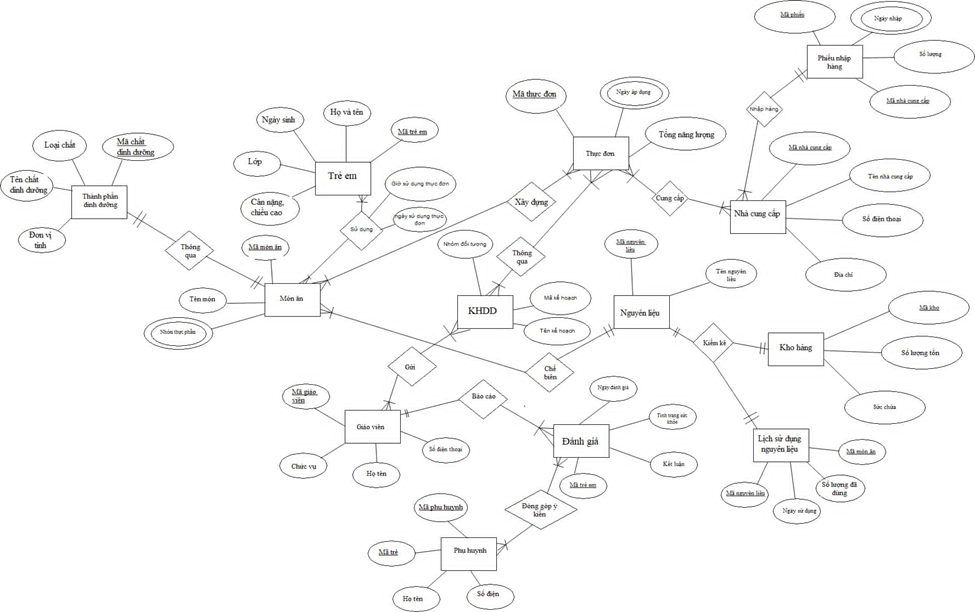 Mã phiếu
Ngày nhập
Phiếu nhập
hàng
Số lượng
Mã nhà cung cấp
Nhập hàng
Mã thực đơn
Ngày áp dụng
Tổng năng lượng
Thực đơn
Họ và tên
Ngáy sinh
Mã trẻ em
Lớp
Trẻ em
Cân nặng,
chiều cao
Giờ sử dụng thực đơn
ngày sử dụng thực
đơn
Sử dụng
Loại chất
Mã chất
dinh dưỡng
Tên chất
dinh dưỡng
Thành phần
dinh dưỡng
Đơn vị
tính
Thông
qua
Xây dựng
Cung cấp
Mã nhà cung cấp
Tên nhà cung cấp
Nhà cung cấp
Số điện thoại
Địa chỉ
Mã món ăn
Tên món
Món ăn
Nhóm thực phẩm
Nhóm đối tượng
Thông
qua
KHDD
Mã kế hoạch
Tên kế hoạch
Mã nguyên
liệu
Tên nguyên
liệu
Nguyên liệu
Kiểm kê
Kho hàng
Mã kho
Số lượng tồn
Sức chứa
Gửi
Chế
biến
Báo cáo
Mã giáo
viên
Giáo viên
Chức vụ
Họ tên
Số điện thoại
Ngày đánh giá
Tình trạng sức
khỏe
Đánh giá
Kết luận
Mã trẻ em
Lịch sử dụng
nguyên liệu
Mã món ăn
Số lượng đã
dùng
Mã nguyên liệu
Ngày sử dụng
Đóng góp ý
kiến
Mã phụ huynh
Mã trẻ
Phụ huynh
Họ tên
Số điện